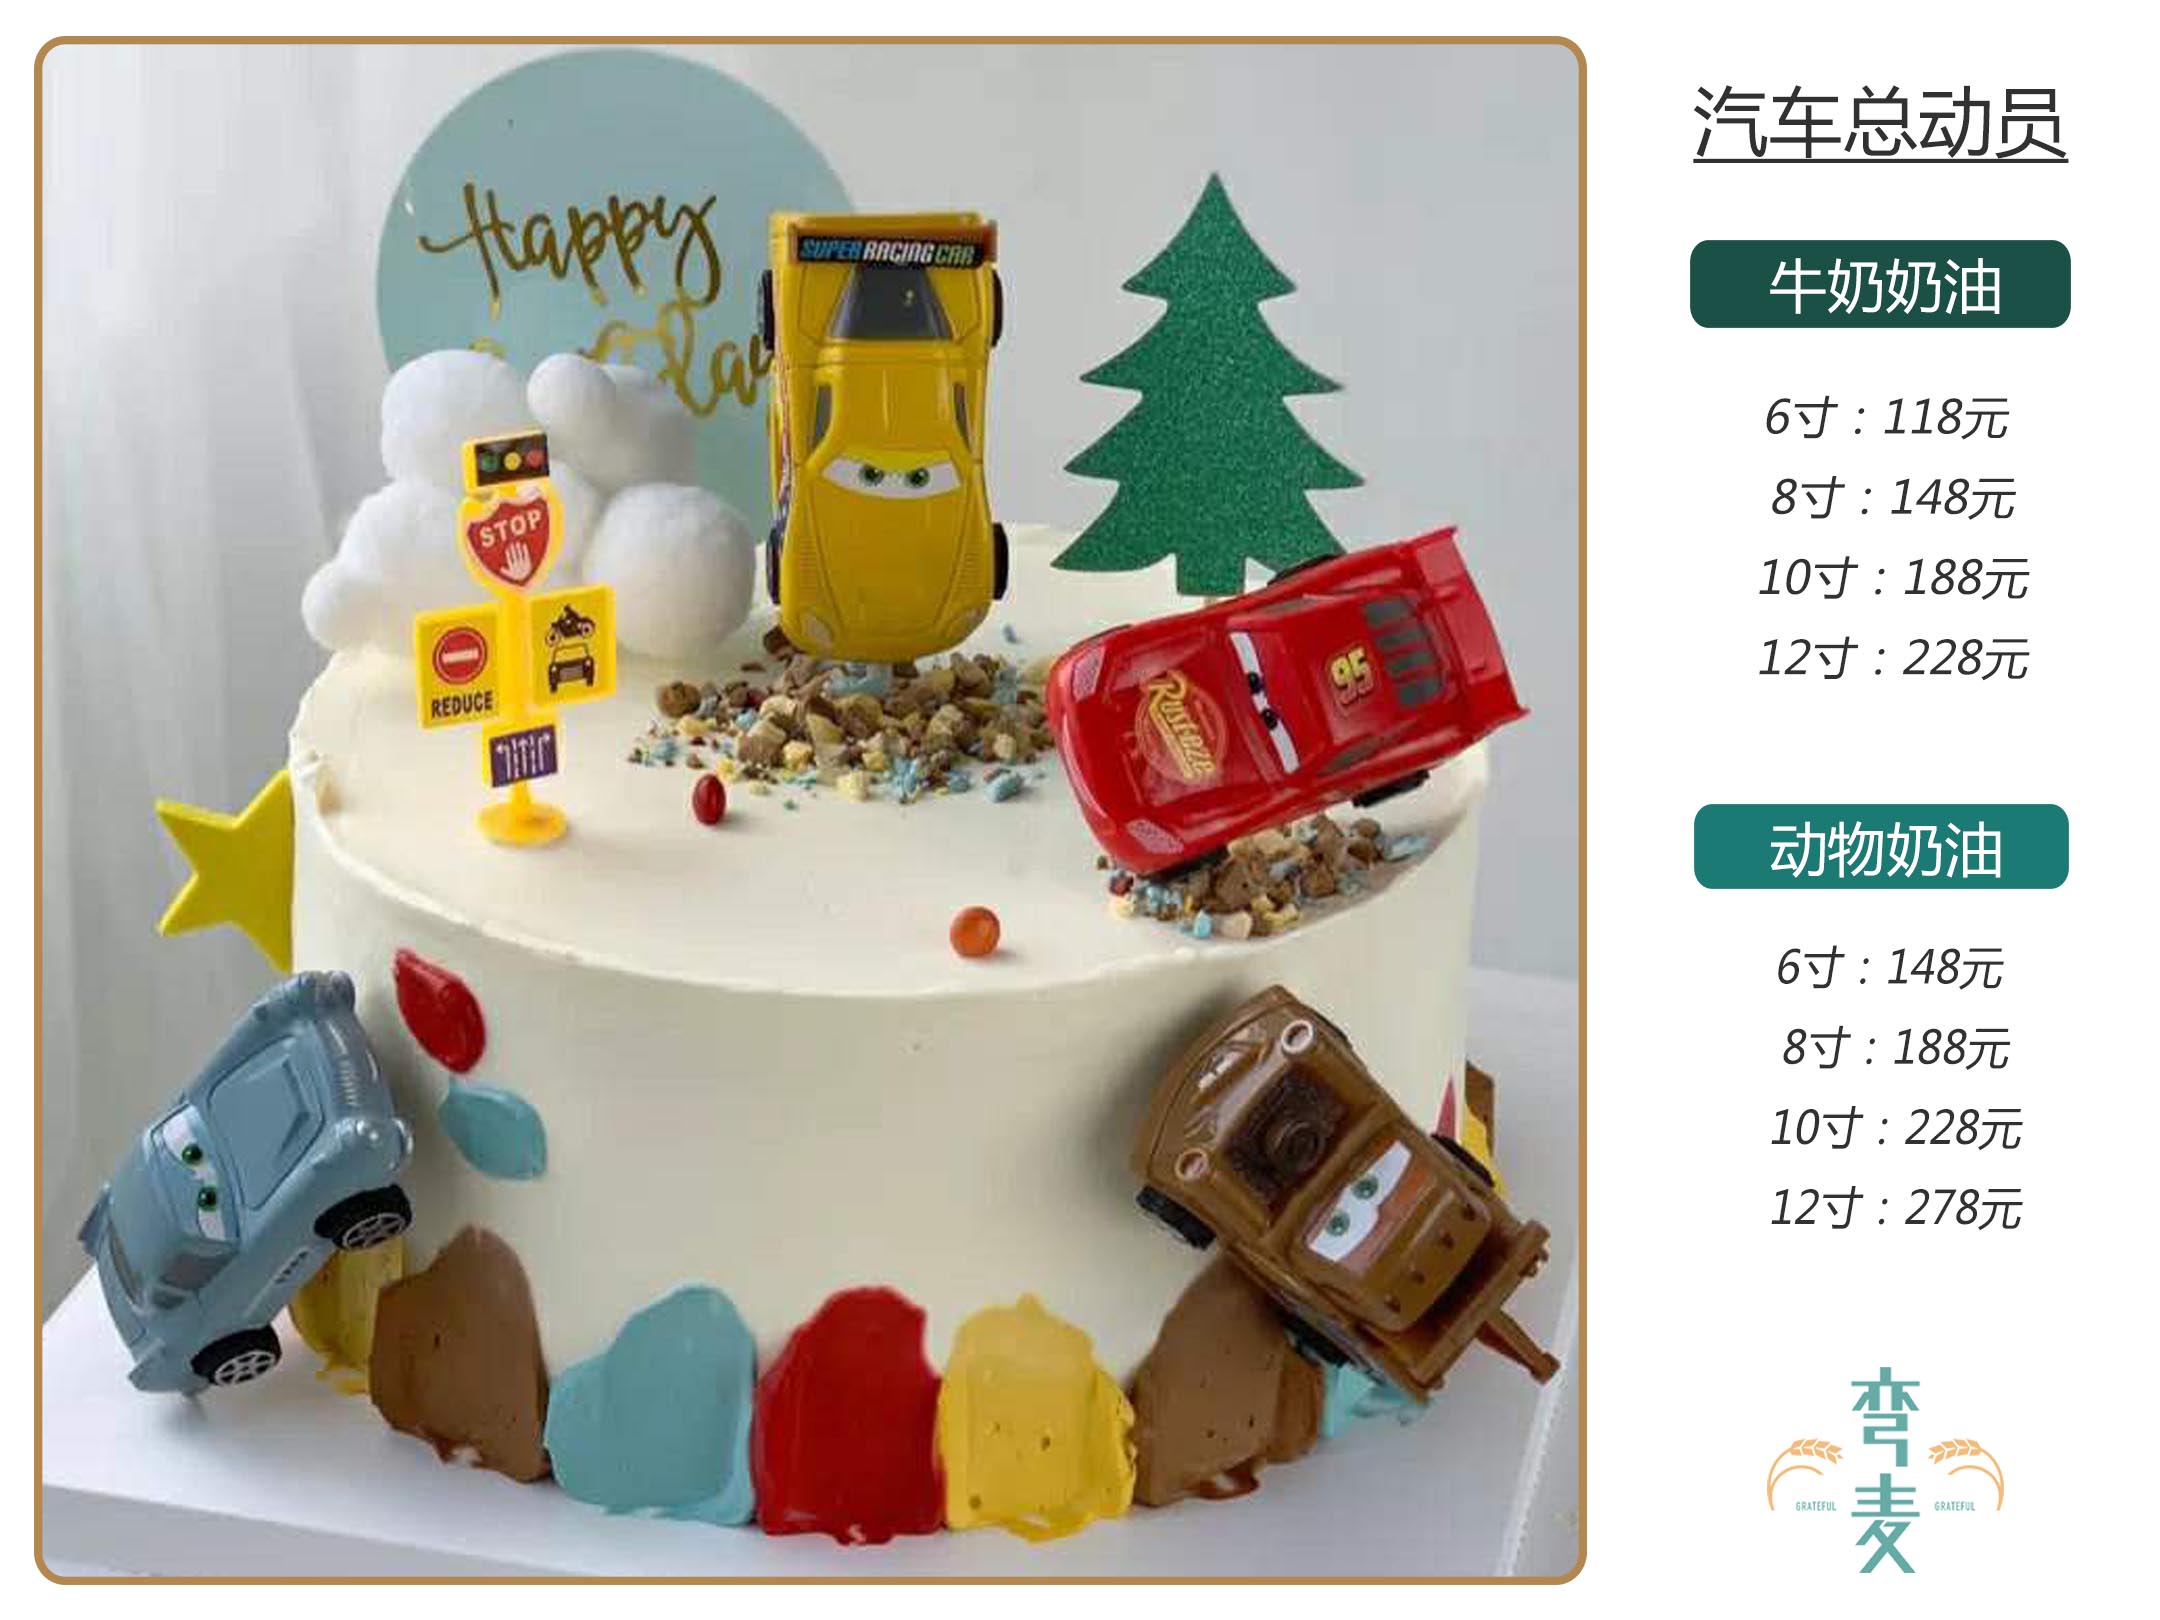 Happy
SUPER RACING CAR
STOP
REDUCE
95
Rusteze
汽车总动员
牛奶奶油
6寸：118元
8寸：148元
10寸：188元
12寸：228元
动物奶油
6寸：148元
8寸：188元
10寸：228元
12寸：278元
弯麦
GRATEFUL
GRATEFUL